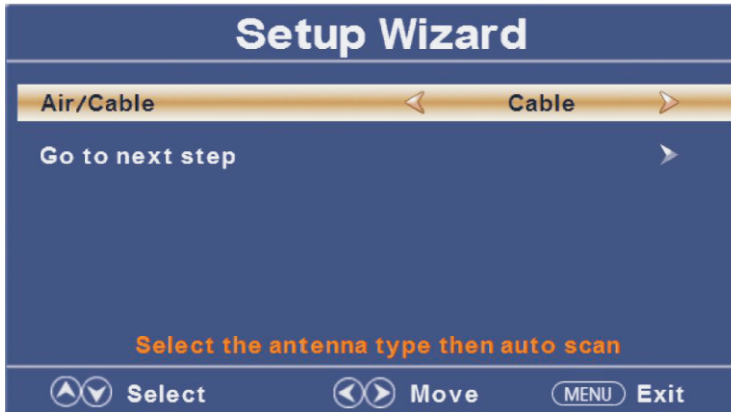 Setup Wizard
Air/Cable Cable
Go to next step
Select the antenna type then auto scan
Select Move MENU Exit